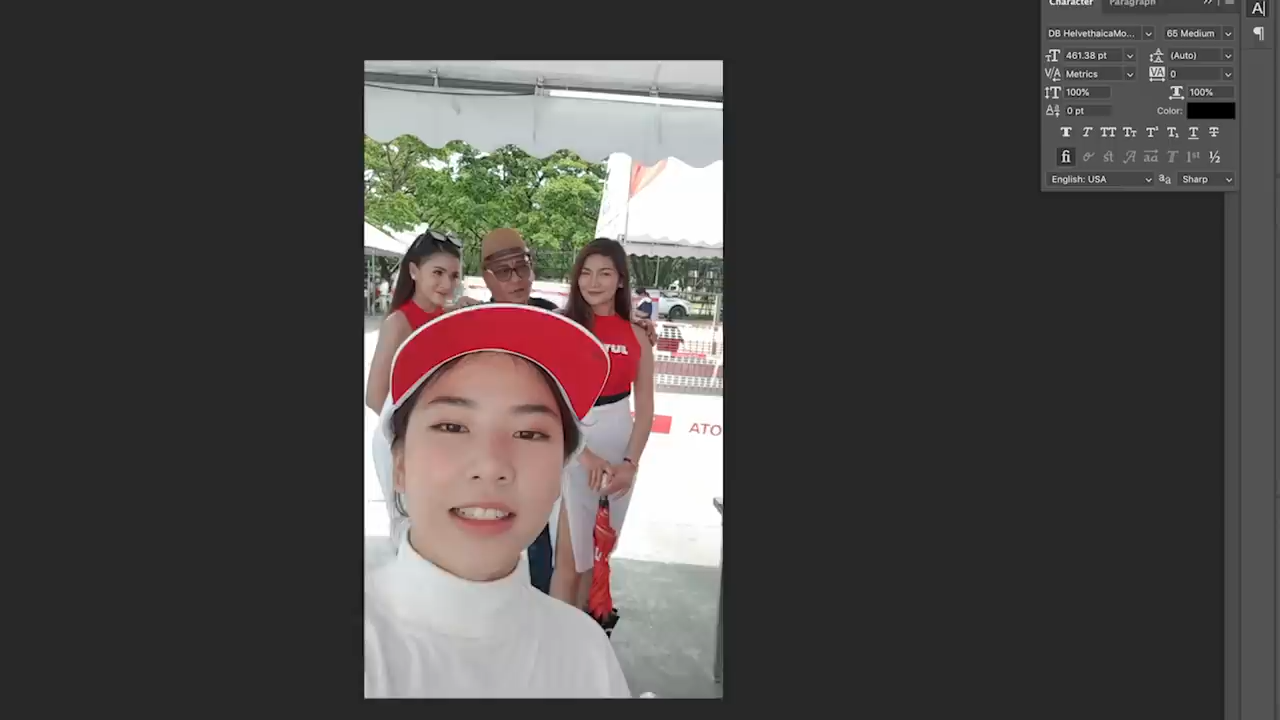 Character Paragraph
DB HelvethaicaMo... 65 Medium
461.38 pt (Auto)
Metrics 0
100% 100%
0 pt Color:
English: USA Sharp
ATO